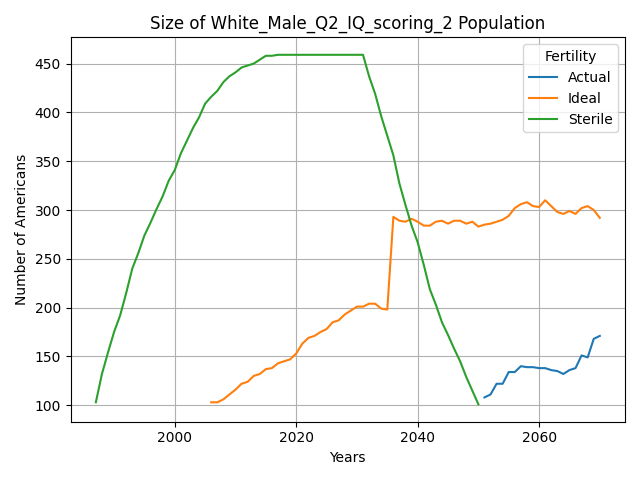 Size of White_Male_Q2_IQ_scoring_2 Population
Fertility
Actual
Ideal
Sterile
Number of Americans
450
400
350
300
250
200
150
100
2000 2020 2040 2060
Years